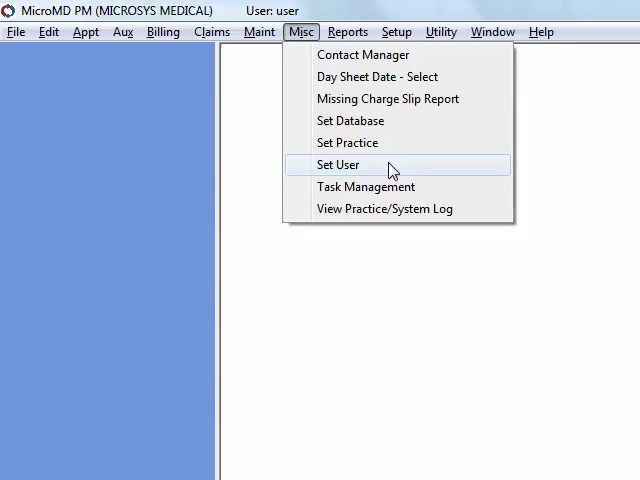 MicroMD PM (MICROSYS MEDICAL) User: user
File Edit Appt Aux Billing Claims Maint Misc Reports Setup Utility Window Help
Contact Manager
Day Sheet Date - Select
Missing Charge Slip Report
Set Database
Set Practice
Set User
Task Management
View Practice/System Log